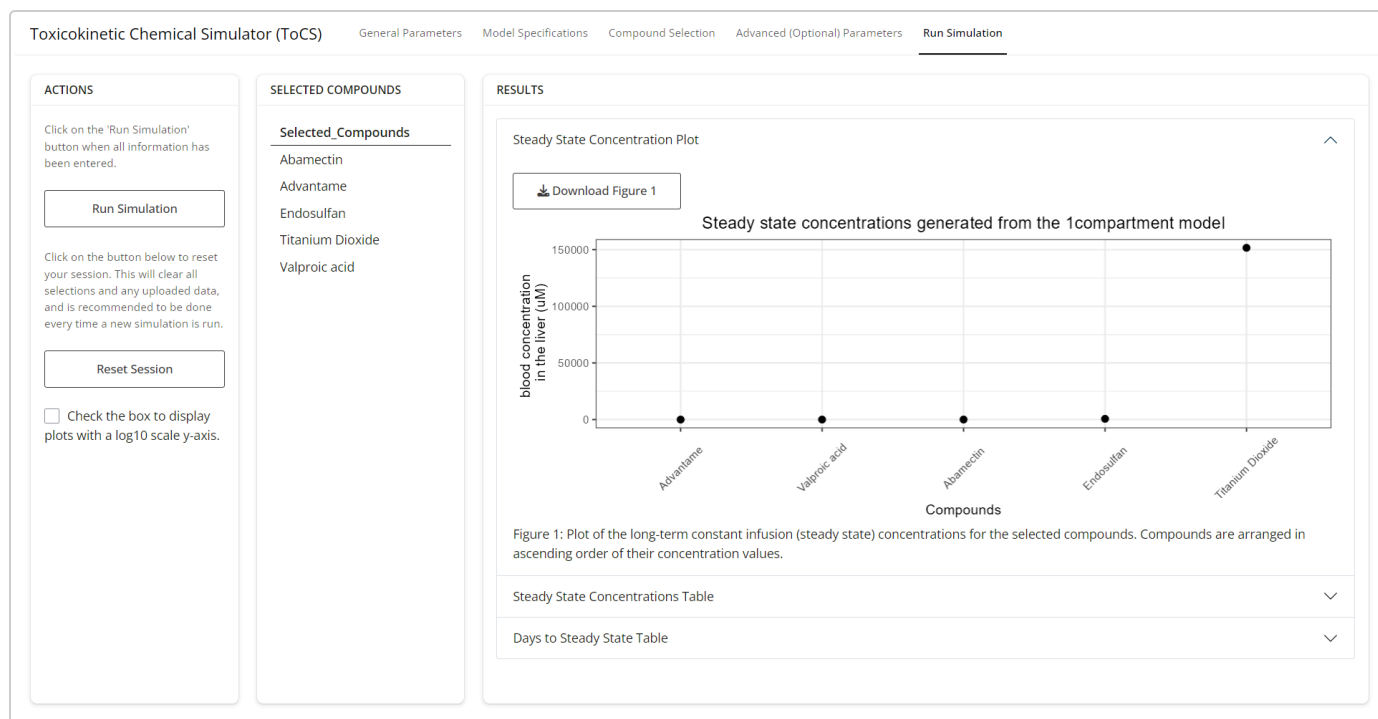 Toxicokinetic Chemical Simulator (ToCS)
General Parameters
Model Specifications
Compound Selection
Advanced (Optional) Parameters
Run Simulation
ACTIONS
Click on the 'Run Simulation'
button when all information has
been entered.
Run Simulation
Click on the button below to reset
your session. This will clear all
selections and any uploaded data,
and is recommended to be done
every time a new simulation is run.
Reset Session
Check the box to display
plots with a log10 scale y-axis.
SELECTED COMPOUNDS
Selected_Compounds
Abamectin
Advantame
Endosulfan
Titanium Dioxide
Valproic acid
RESULTS
Steady State Concentration Plot
Download Figure 1
Steady state concentrations generated from the 1compartment model
blood concentration
in the liver (uM)
150000
100000
50000
0
Advantame
Valproic acid
Abamectin
Endosulfan
Titanium Dioxide
Compounds
Figure 1: Plot of the long-term constant infusion (steady state) concentrations for the selected compounds. Compounds are arranged in
ascending order of their concentration values.
Steady State Concentrations Table
Days to Steady State Table